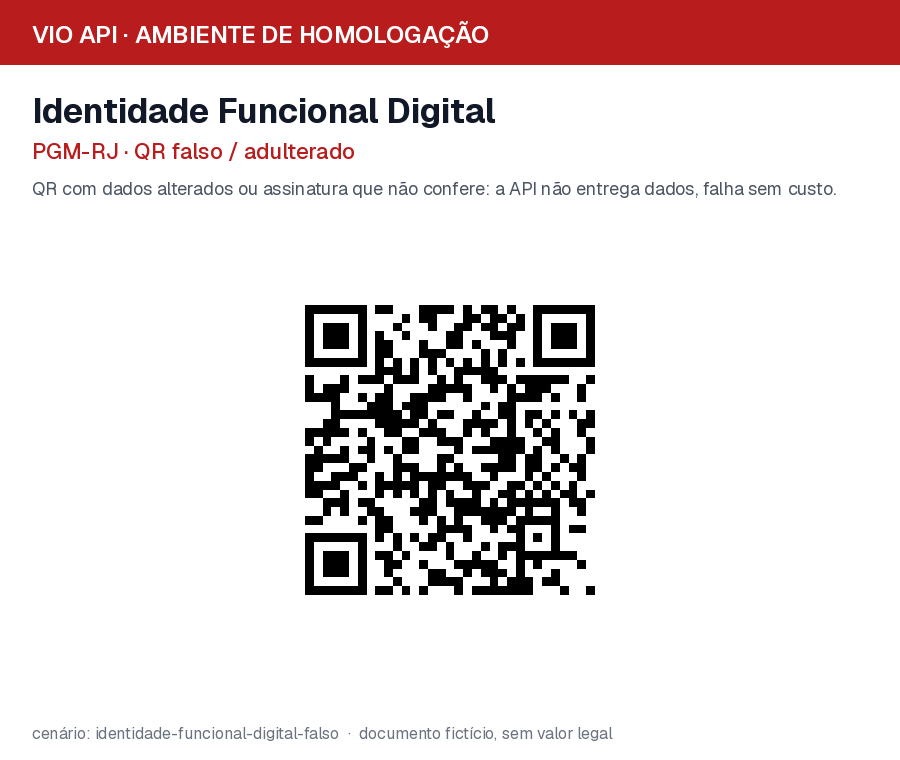 VIO API · AMBIENTE DE HOMOLOGAÇÃO
Identidade Funcional Digital
PGM-RJ · QR falso / adulterado
QR com dados alterados ou assinatura que não confere: a API não entrega dados, falha sem custo.
cenário: identidade-funcional-digital-falso · documento fictício, sem valor legal